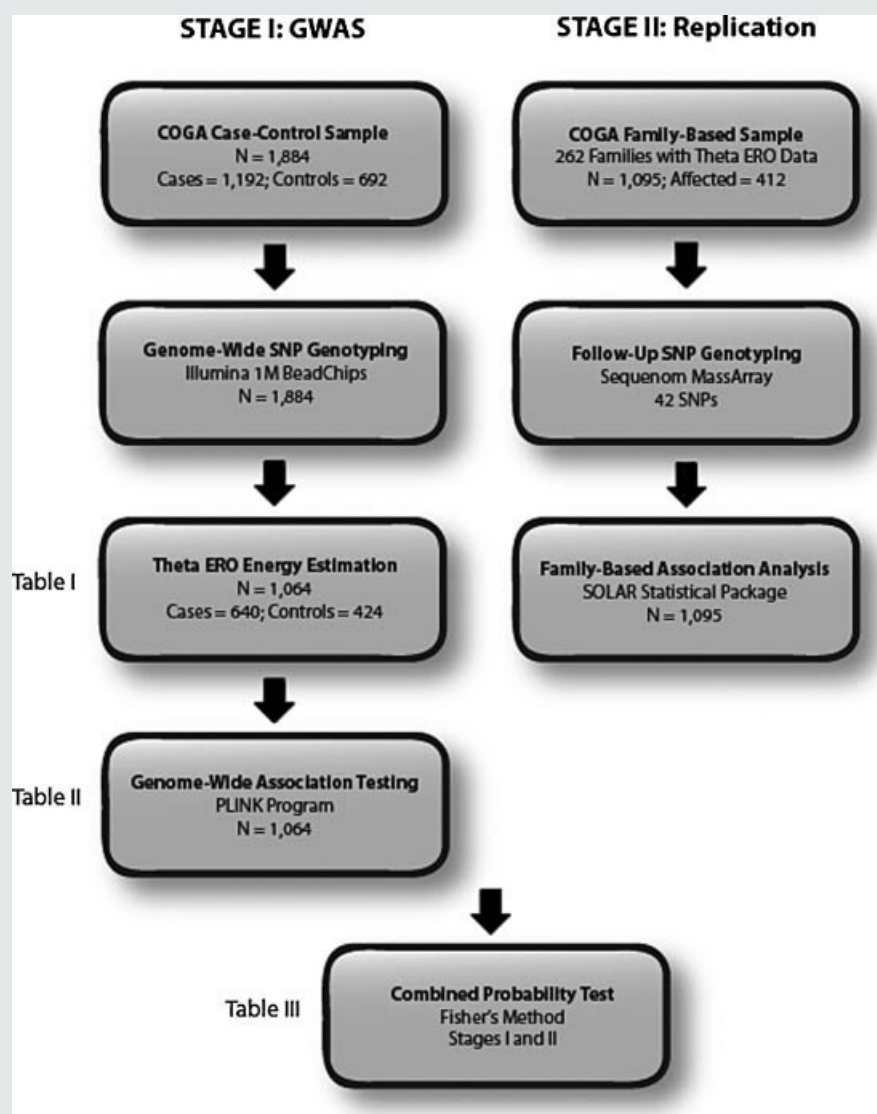 STAGE I: GWAS
COGA Case-Control Sample
N = 1,884
Cases = 1,192; Controls = 692
Genome-Wide SNP Genotyping
Illumina 1M BeadChips
N = 1,884
Table I
Theta ERO Energy Estimation
N = 1,064
Cases = 640; Controls = 424
Table II
Genome-Wide Association Testing
PLINK Program
N = 1,064
STAGE II: Replication
COGA Family-Based Sample
262 Families with Theta ERO Data
N = 1,095; Affected = 412
Follow-Up SNP Genotyping
Sequenom MassArray
42 SNPs
Family-Based Association Analysis
SOLAR Statistical Package
N = 1,095
Table III
Combined Probability Test
Fisher's Method
Stages I and II